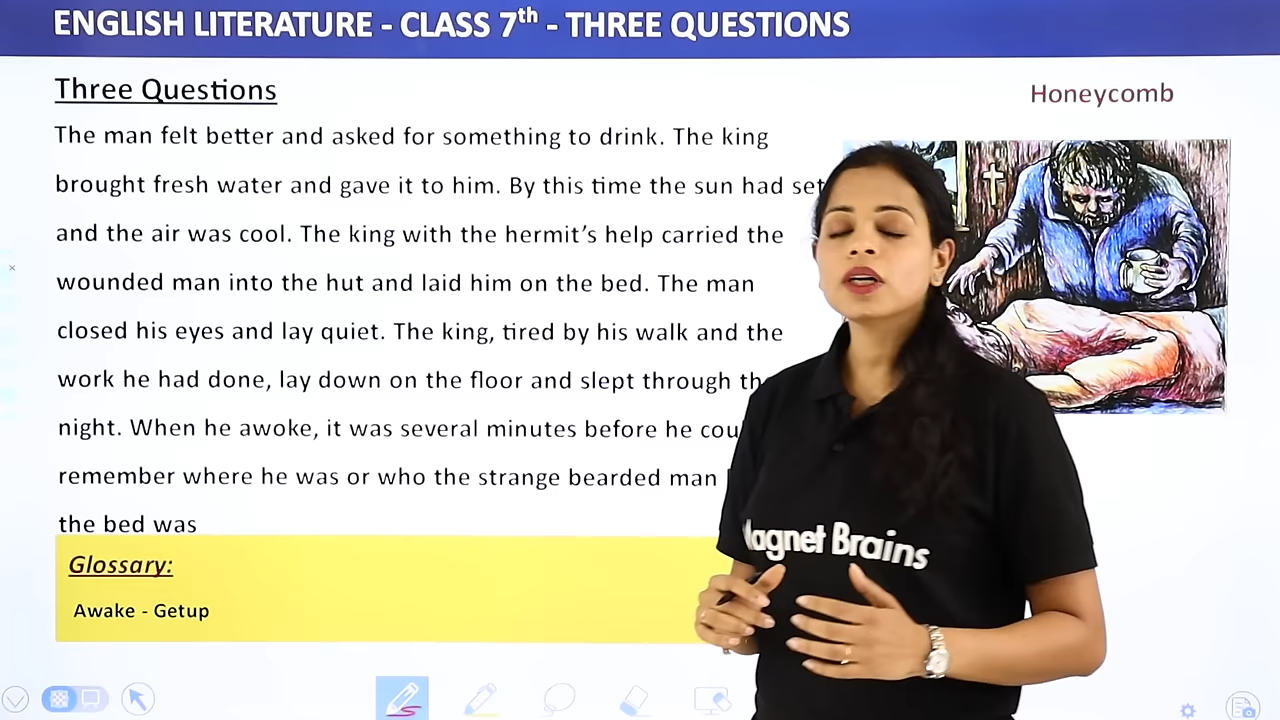 ENGLISH LITERATURE - CLASS 7th - THREE QUESTIONS
Three Questions
Honeycomb
The man felt better and asked for something to drink. The king
brought fresh water and gave it to him. By this time the sun had set
and the air was cool. The king with the hermit's help carried the
wounded man into the hut and laid him on the bed. The man
closed his eyes and lay quiet. The king, tired by his walk and the
work he had done, lay down on the floor and slept through
night. When he awoke, it was several minutes before he
remember where he was or who the strange bearded man
the bed was
Glossary:
Awake - Getup
Magnet Brains